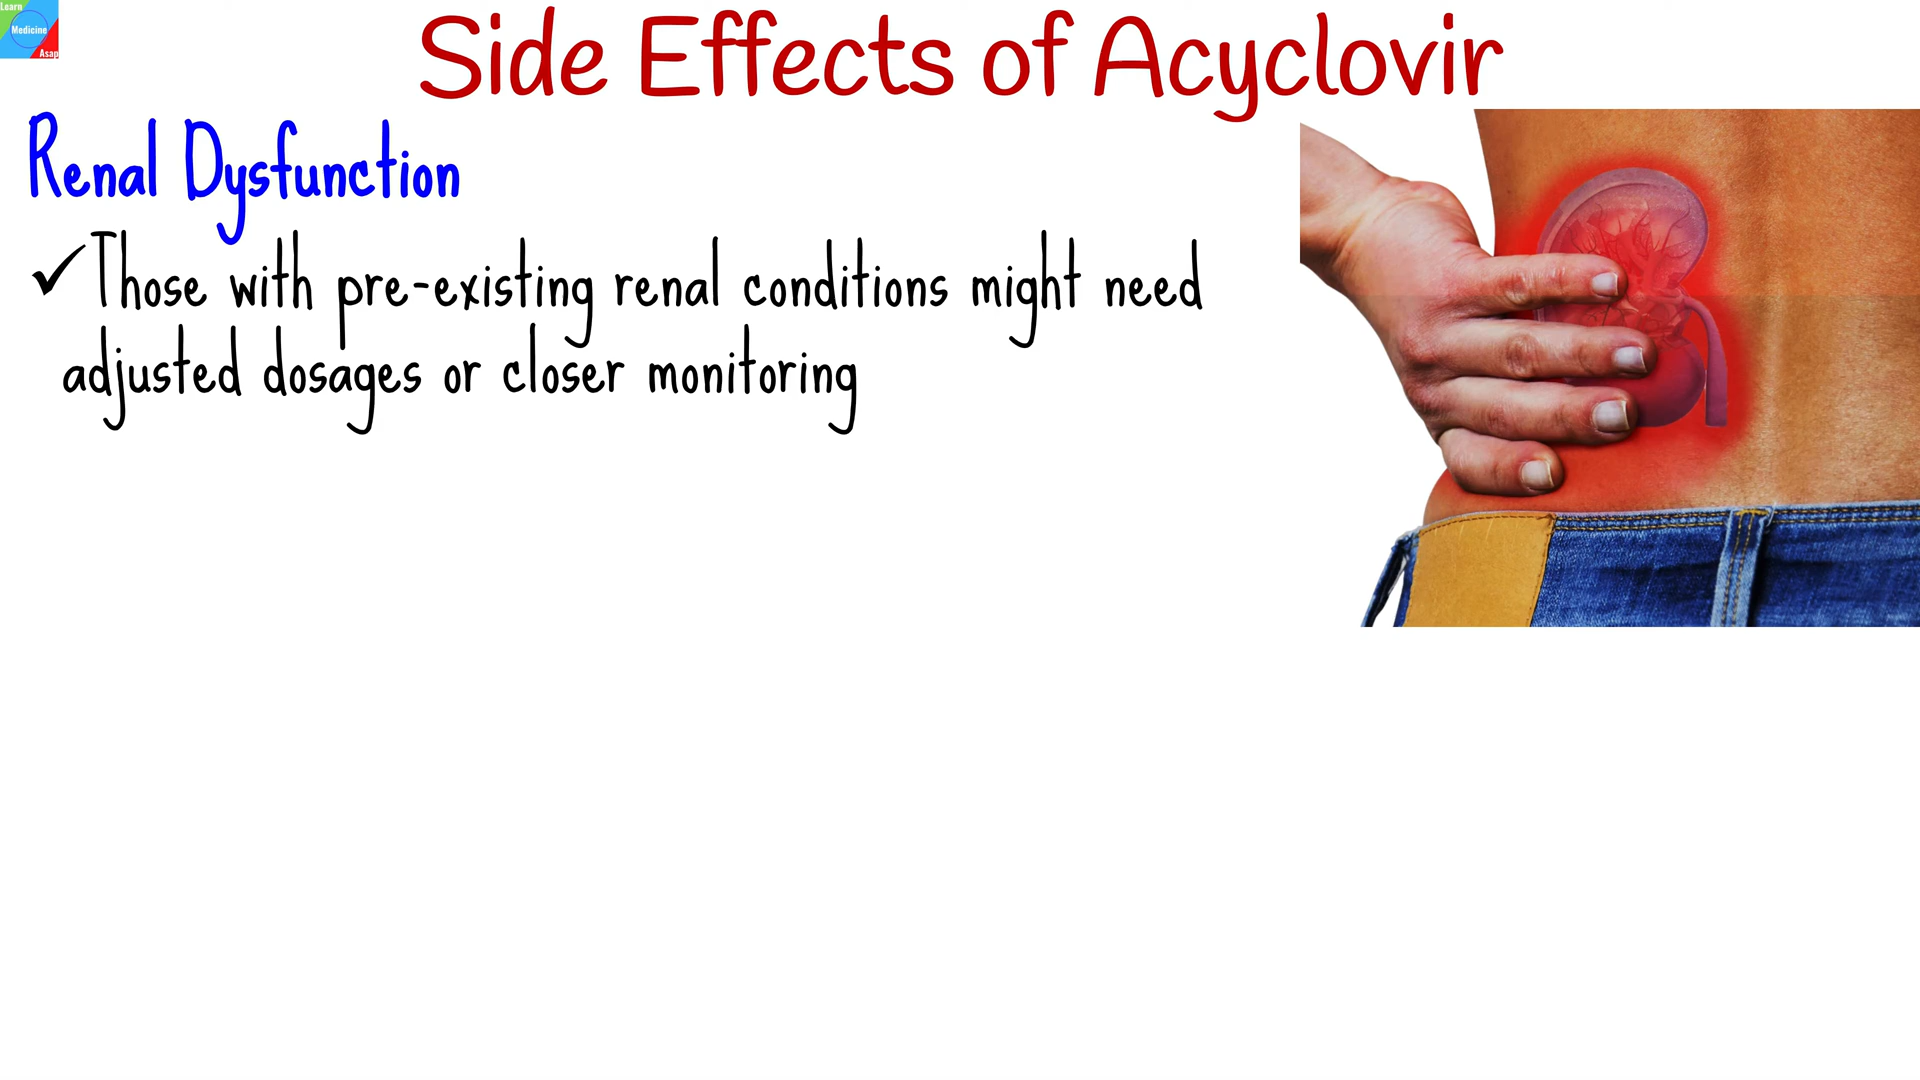 Learn
Medicine
Asap
Side Effects of Acyclovir
Renal Dysfunction
✓Those with pre-existing renal conditions might need
adjusted dosages or closer monitoring